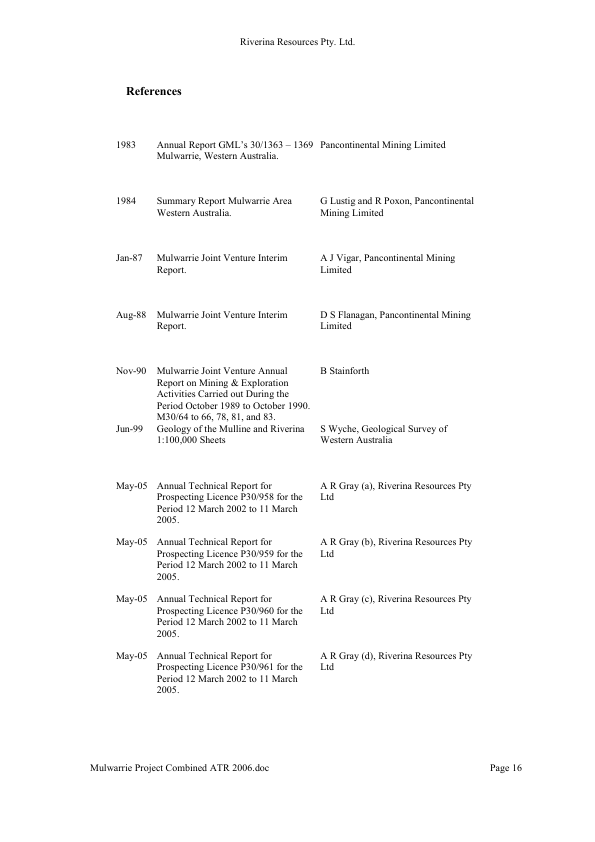 Riverina Resources Pty. Ltd.
References
1983 Annual Report GML's 30/1363 – 1369 Pancontinental Mining Limited
Mulwarrie, Western Australia.
1984 Summary Report Mulwarrie Area G Lustig and R Poxon, Pancontinental
Western Australia. Mining Limited
Jan-87 Mulwarrie Joint Venture Interim A J Vigar, Pancontinental Mining
Report. Limited
Aug-88 Mulwarrie Joint Venture Interim D S Flanagan, Pancontinental Mining
Report. Limited
Nov-90 Mulwarrie Joint Venture Annual B Stainforth
Report on Mining & Exploration
Activities Carried out During the
Period October 1989 to October 1990.
M30/64 to 66, 78, 81, and 83.
Jun-99 Geology of the Mulline and Riverina S Wyche, Geological Survey of
1:100,000 Sheets Western Australia
May-05 Annual Technical Report for A R Gray (a), Riverina Resources Pty
Prospecting Licence P30/958 for the Ltd
Period 12 March 2002 to 11 March
2005.
May-05 Annual Technical Report for A R Gray (b), Riverina Resources Pty
Prospecting Licence P30/959 for the Ltd
Period 12 March 2002 to 11 March
2005.
May-05 Annual Technical Report for A R Gray (c), Riverina Resources Pty
Prospecting Licence P30/960 for the Ltd
Period 12 March 2002 to 11 March
2005.
May-05 Annual Technical Report for A R Gray (d), Riverina Resources Pty
Prospecting Licence P30/961 for the Ltd
Period 12 March 2002 to 11 March
2005.
Mulwarrie Project Combined ATR 2006.doc Page 16